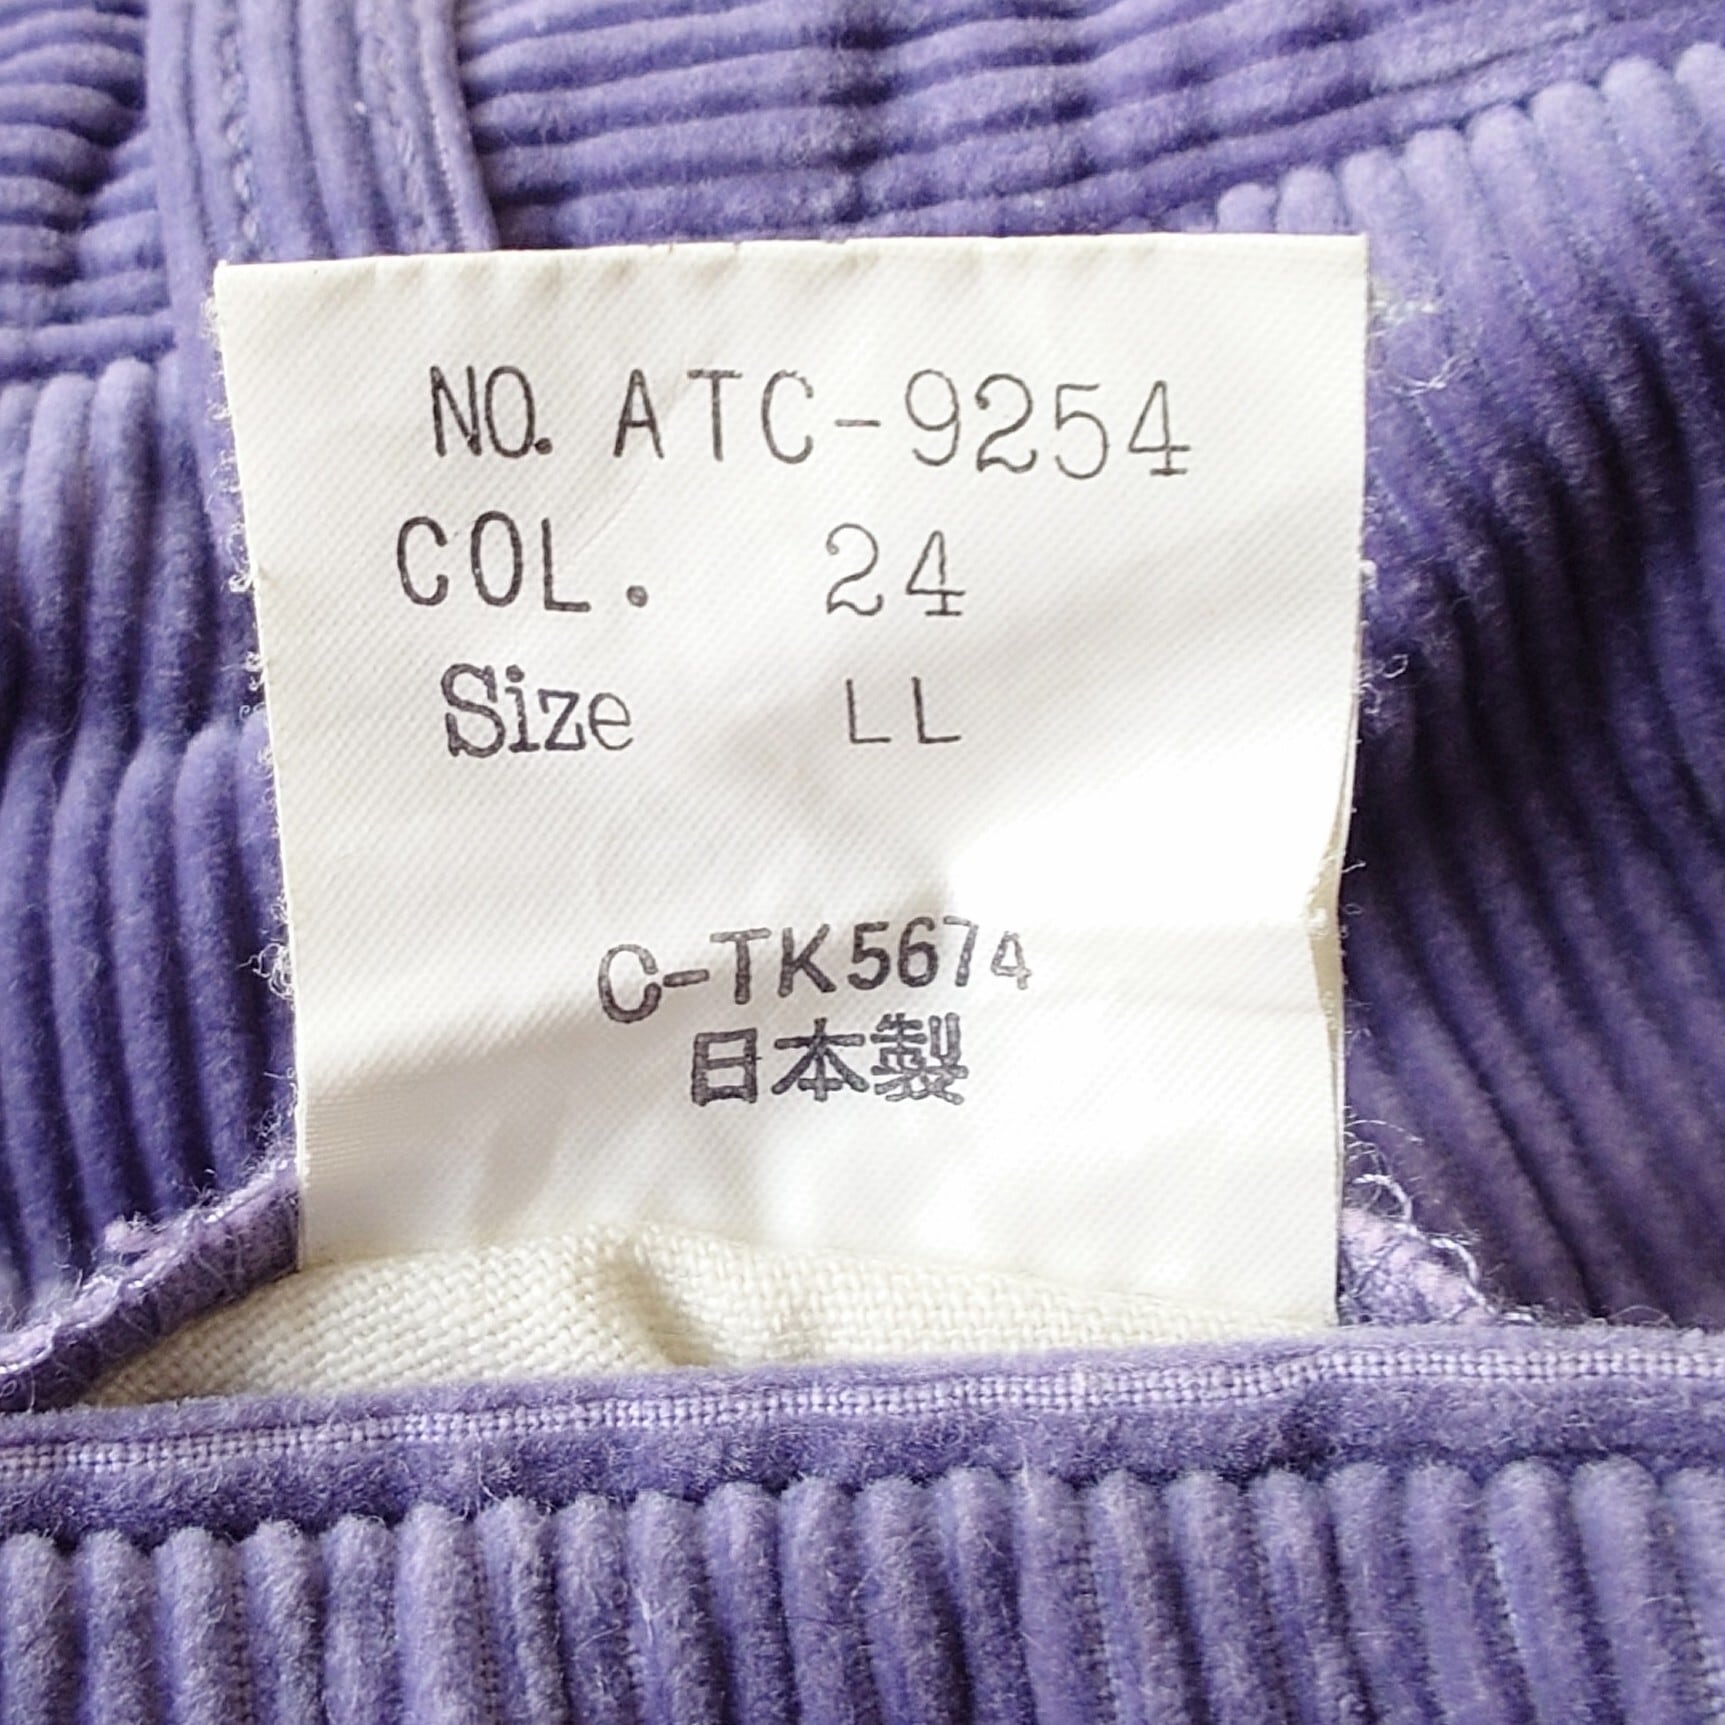 NO. ATC-9254
COL. 24
Size LL
C-TK5674
日本製